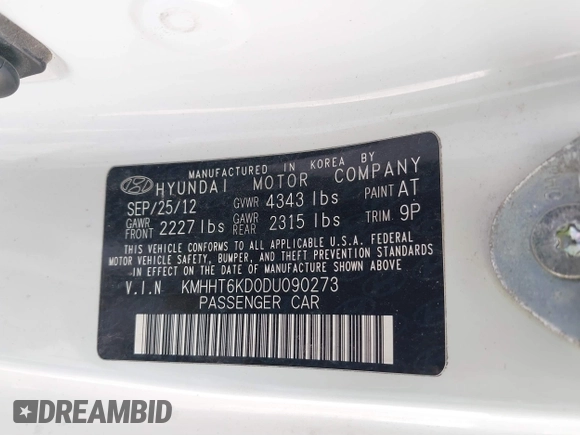 MANUFACTURED IN KOREA BY
HYUNDAI MOTOR COMPANY
SEP/25/12 GVWR 4343 lbs PAINT AT
GAWR FRONT 2227 lbs GAWR REAR 2315 lbs TRIM 9P
THIS VEHICLE CONFORMS TO ALL APPLICABLE U.S.A. FEDERAL
MOTOR VEHICLE SAFETY, BUMPER, AND THEFT PREVENTION STANDARDS
IN EFFECT ON THE DATE OF MANUFACTURE SHOWN ABOVE.
V.I.N KMHHT6KD0DU090273
PASSENGER CAR
DREAMBID